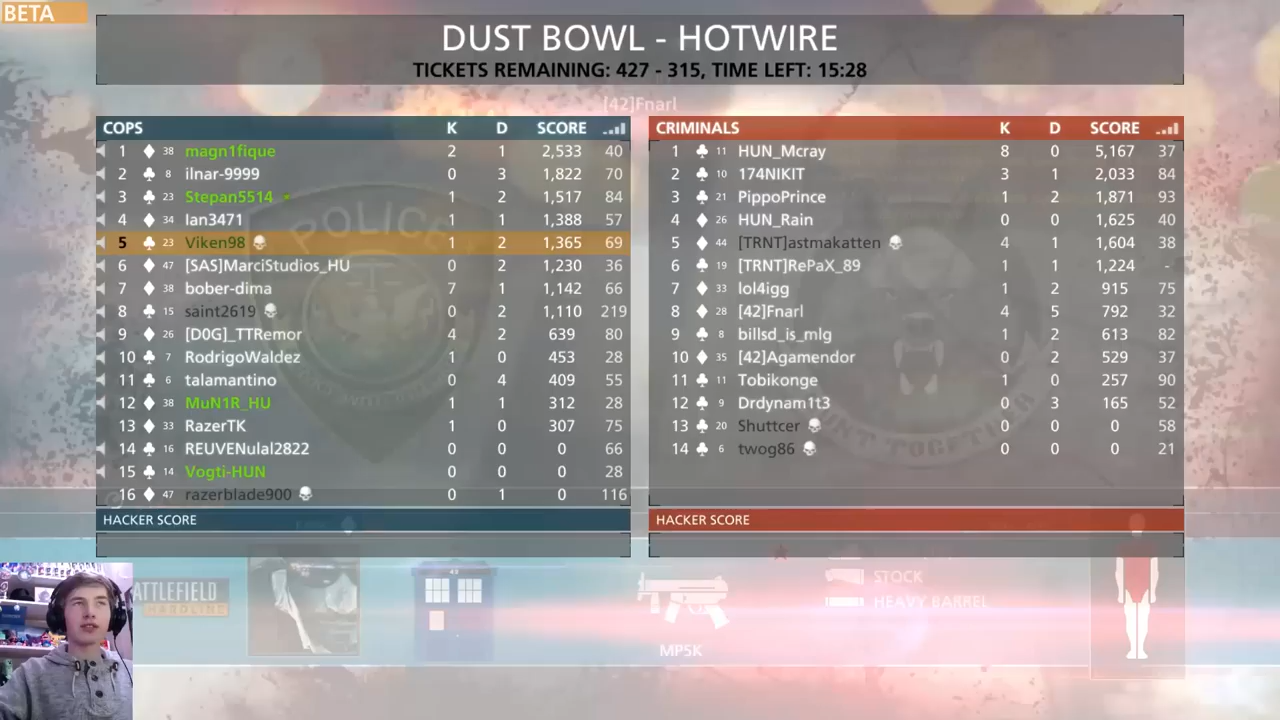 BETA
DUST BOWL - HOTWIRE
TICKETS REMAINING: 427 - 315, TIME LEFT: 15:28
[42]Fnarl
COPS K D SCORE
1 38 magn1fique 2 1 2,533 40
2 8 ilnar-9999 0 3 1,822 70
3 23 Stepan5514 1 2 1,517 84
4 34 Ian3471 1 1 1,388 57
5 23 Viken98 1 2 1,365 69
6 47 [SAS]MarciStudios_HU 0 2 1,230 36
7 38 bober-dima 7 1 1,142 66
8 15 saint2619 0 2 1,110 219
9 26 [D0G]_TTRemor 4 2 639 80
10 7 RodrigoWaldez 1 0 453 28
11 6 talamantino 0 4 409 55
12 38 MuN1R_HU 1 1 312 28
13 33 RazerTK 1 0 307 75
14 16 REUVENulal2822 0 0 0 66
15 14 Vogti-HUN 0 0 0 28
16 47 razerblade900 0 1 0 116
HACKER SCORE
CRIMINALS K D SCORE
1 11 HUN_Mcray 8 0 5,167 37
2 10 174NIKIT 3 1 2,033 84
3 21 PippoPrince 1 2 1,871 93
4 26 HUN_Rain 0 0 1,625 40
5 44 [TRNT]astmakatten 4 1 1,604 38
6 19 [TRNT]RePaX_89 1 1 1,224 -
7 33 lol4igg 1 2 915 75
8 28 [42]Fnarl 4 5 792 32
9 8 billsd_is_mlg 1 2 613 82
10 35 [42]Agamendor 0 2 529 37
11 11 Tobikonge 1 0 257 90
12 9 Drdynam1t3 0 3 165 52
13 20 Shuttcer 0 0 0 58
14 6 twog86 0 0 0 21
HACKER SCORE
POLICE
ATTLEFIELD
HARDLINE
MP5K
STOCK
HEAVY BARREL